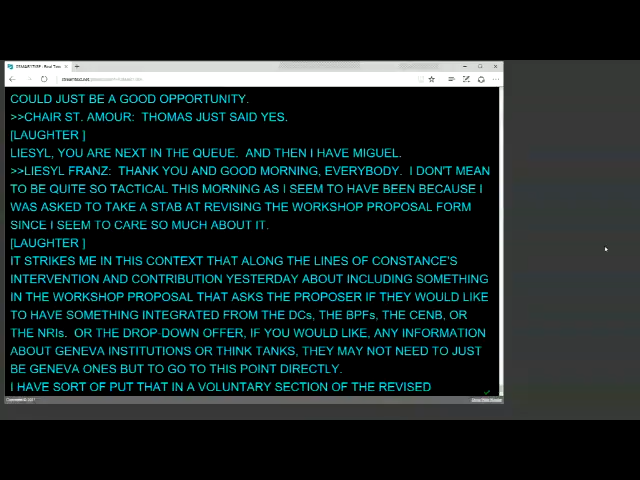 COULD JUST BE A GOOD OPPORTUNITY.
>>CHAIR ST. AMOUR: THOMAS JUST SAID YES.
[LAUGHTER ]
LIESYL, YOU ARE NEXT IN THE QUEUE. AND THEN I HAVE MIGUEL.
>>LIESYL FRANZ: THANK YOU AND GOOD MORNING, EVERYBODY. I DON'T MEAN
TO BE QUITE SO TACTICAL THIS MORNING AS I SEEM TO HAVE BEEN BECAUSE I
WAS ASKED TO TAKE A STAB AT REVISING THE WORKSHOP PROPOSAL FORM
SINCE I SEEM TO CARE SO MUCH ABOUT IT.
[LAUGHTER ]
IT STRIKES ME IN THIS CONTEXT THAT ALONG THE LINES OF CONSTANCE'S
INTERVENTION AND CONTRIBUTION YESTERDAY ABOUT INCLUDING SOMETHING
IN THE WORKSHOP PROPOSAL THAT ASKS THE PROPOSER IF THEY WOULD LIKE
TO HAVE SOMETHING INTEGRATED FROM THE DCs, THE BPFs, THE CENB, OR
THE NRIs. OR THE DROP-DOWN OFFER, IF YOU WOULD LIKE, ANY INFORMATION
ABOUT GENEVA INSTITUTIONS OR THINK TANKS, THEY MAY NOT NEED TO JUST
BE GENEVA ONES BUT TO GO TO THIS POINT DIRECTLY.
I HAVE SORT OF PUT THAT IN A VOLUNTARY SECTION OF THE REVISED